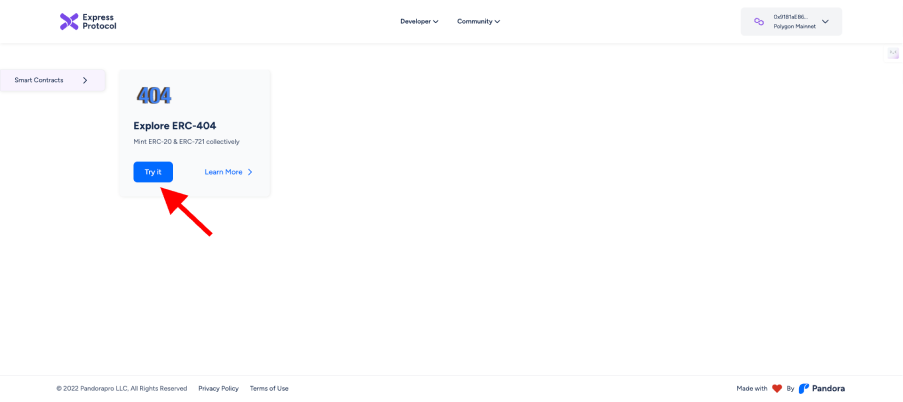 Express
Protocol
Developer
Community
0x9181aEB6...
Polygon Mainnet
Smart Contracts
404
Explore ERC-404
Mint ERC-20 & ERC-721 collectively
Try it
Learn More
© 2022 Pandorapro LLC, All Rights Reserved
Privacy Policy
Terms of Use
Made with
By
Pandora